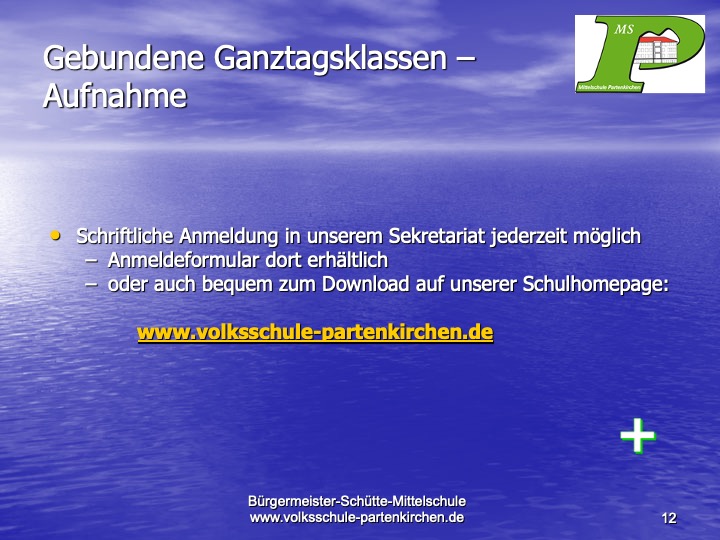 Gebundene Ganztagsklassen –
Aufnahme
MS
P
Mittelschule Partenkirchen
• Schriftliche Anmeldung in unserem Sekretariat jederzeit möglich
– Anmeldeformular dort erhältlich
– oder auch bequem zum Download auf unserer Schulhomepage:
www.volksschule-partenkirchen.de
+
Bürgermeister-Schütte-Mittelschule
www.volksschule-partenkirchen.de
12